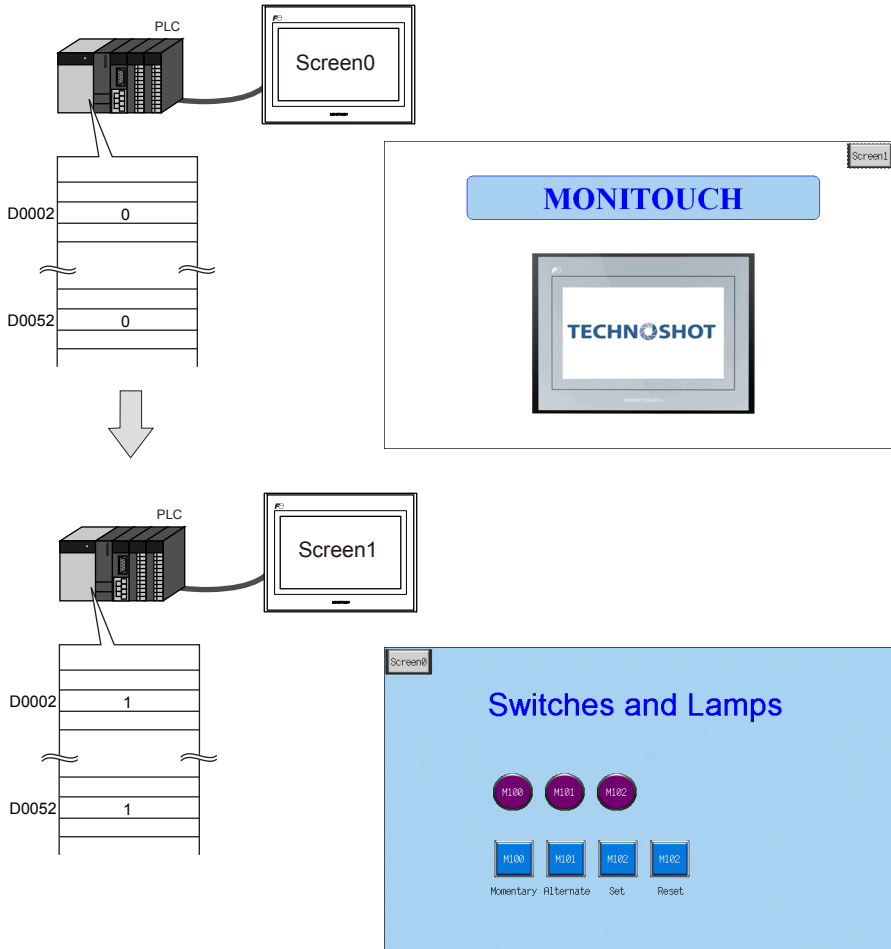 PLC
Screen0
Screen1
MONITOUCH
D0002
0
TECHNOSHOT
D0052
0
MONITOUCH
PLC
Screen1
Screen0
Switches and Lamps
D0002
1
M100 M101 M102
D0052
1
M100 M101 M102 M102
Momentary Alternate Set Reset